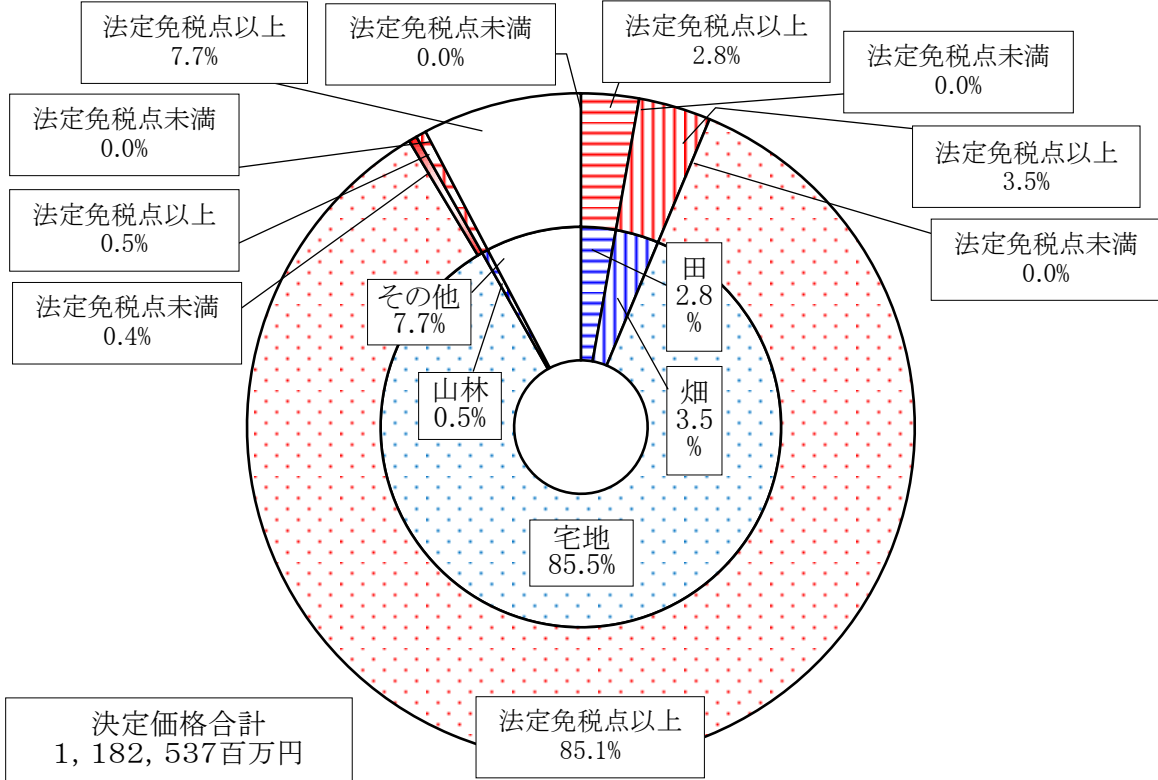 法定免税点以上
7.7%
法定免税点未満
0.0%
法定免税点以上
2.8%
法定免税点未満
0.0%
法定免税点未満
0.0%
法定免税点以上
3.5%
法定免税点以上
0.5%
法定免税点未満
0.0%
法定免税点未満
0.4%
その他
7.7%
田
2.8
%
山林
0.5%
畑
3.5
%
宅地
85.5%
法定免税点以上
85.1%
決定価格合計
1, 182, 537百万円